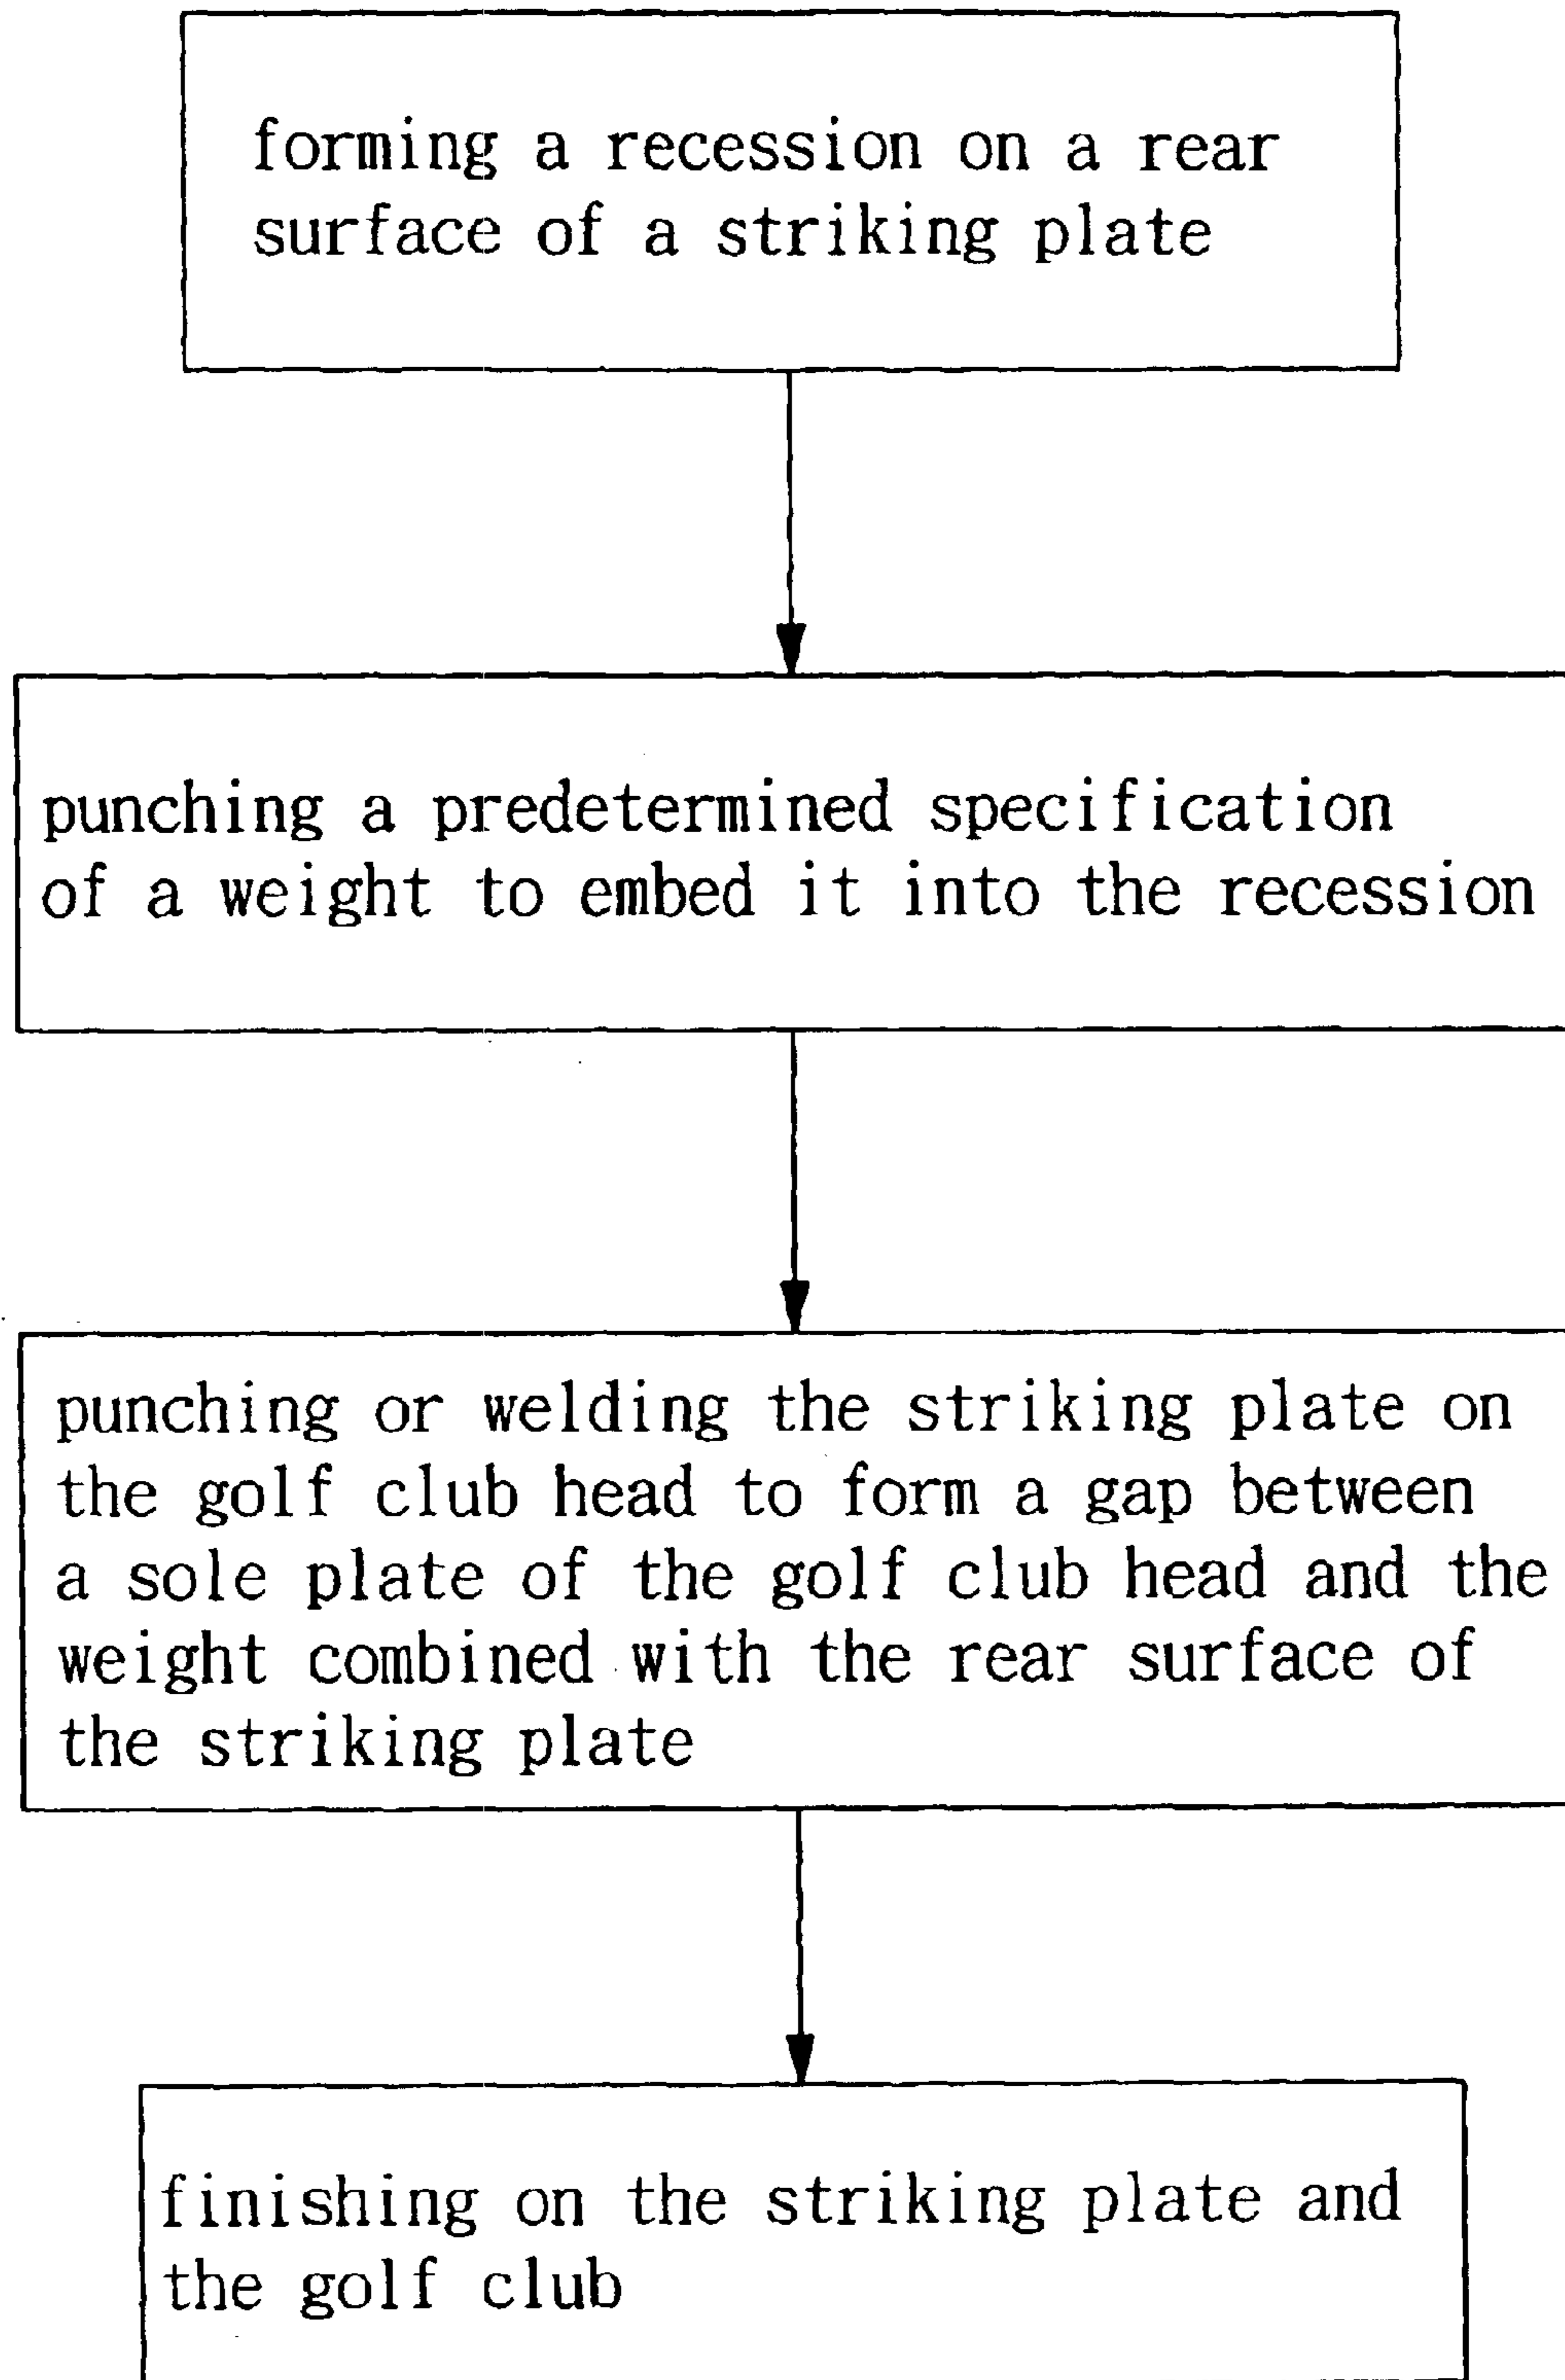 forming a recession on a rear
surface of a striking plate
punching a predetermined specification
of a weight to embed it into the recession
punching or welding the striking plate on
the golf club head to form a gap between
a sole plate of the golf club head and the
weight combined with the rear surface of
the striking plate
finishing on the striking plate and
the golf club